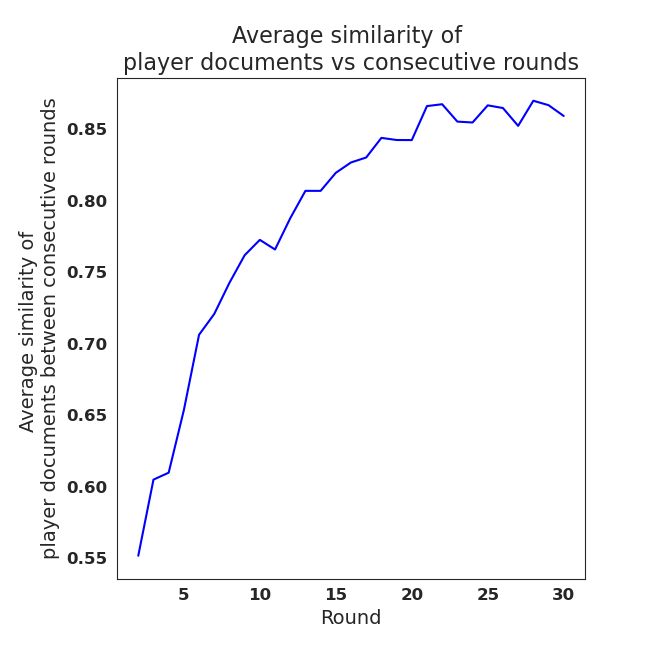 Average similarity of
player documents vs consecutive rounds
Average similarity of
player documents between consecutive rounds
0.85
0.80
0.75
0.70
0.65
0.60
0.55
5 10 15 20 25 30
Round